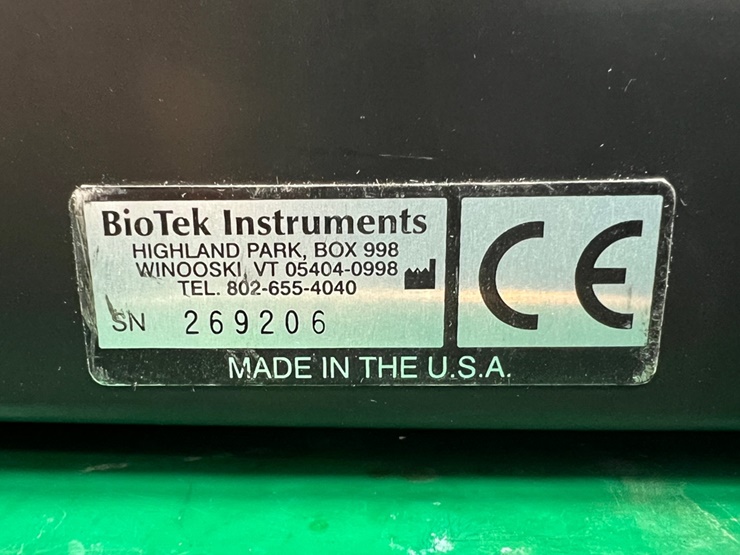 BioTek Instruments
HIGHLAND PARK, BOX 998
WINOOSKI, VT 05404-0998
TEL. 802-655-4040
SN 269206
CE
MADE IN THE U.S.A.